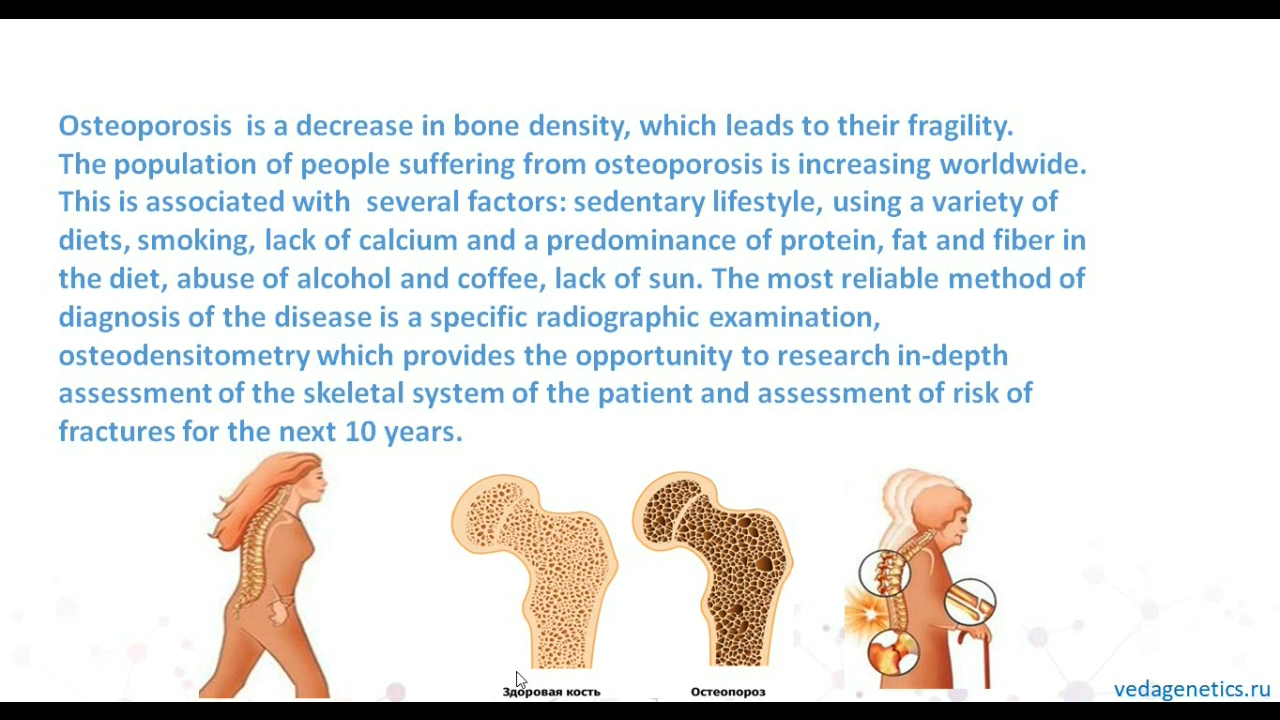 Osteoporosis is a decrease in bone density, which leads to their fragility.
The population of people suffering from osteoporosis is increasing worldwide.
This is associated with several factors: sedentary lifestyle, using a variety of
diets, smoking, lack of calcium and a predominance of protein, fat and fiber in
the diet, abuse of alcohol and coffee, lack of sun. The most reliable method of
diagnosis of the disease is a specific radiographic examination,
osteodensitometry which provides the opportunity to research in-depth
assessment of the skeletal system of the patient and assessment of risk of
fractures for the next 10 years.
Здоровая кость
Остеопороз
vedagenetics.ru